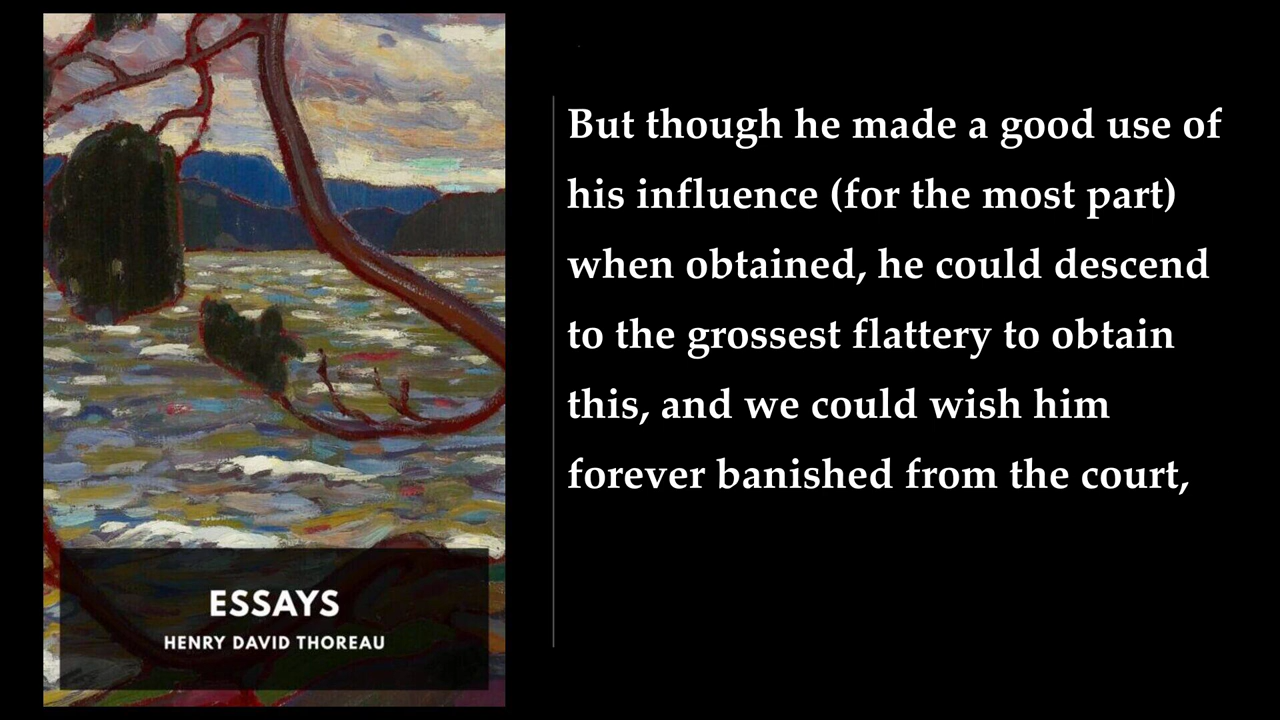 ESSAYS
HENRY DAVID THOREAU
But though he made a good use of
his influence (for the most part)
when obtained, he could descend
to the grossest flattery to obtain
this, and we could wish him
forever banished from the court,